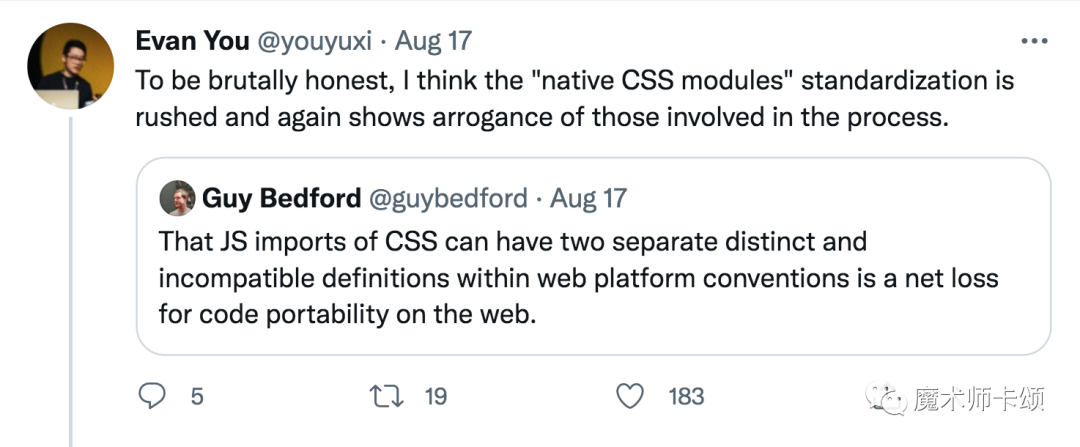 Evan You @youyuxi · Aug 17
To be brutally honest, I think the "native CSS modules" standardization is
rushed and again shows arrogance of those involved in the process.
Guy Bedford @guybedford · Aug 17
That JS imports of CSS can have two separate distinct and
incompatible definitions within web platform conventions is a net loss
for code portability on the web.
5 19 183
魔术师卡颂